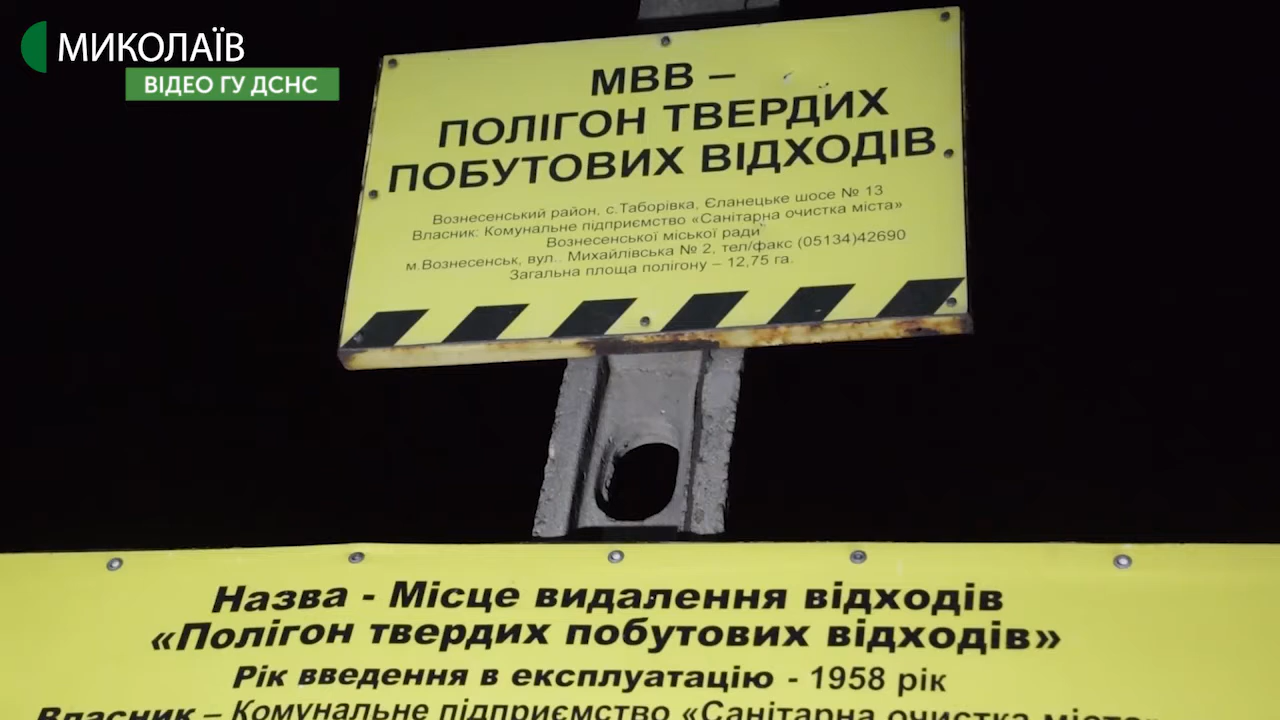 МИКОЛАЇВ
ВІДЕО ГУ ДСНС
МВВ –
ПОЛІГОН ТВЕРДИХ
ПОБУТОВИХ ВІДХОДІВ
Вознесенський район, с.Таборівка, Єланецьке шосе № 13
Власник: Комунальне підприємство «Санітарна очистка міста»
Вознесенської міської ради
м.Вознесенськ, вул.. Михайлівська № 2, тел/факс (05134)42690
Загальна площа полігону – 12,75 га.
Назва - Місце видалення відходів
«Полігон твердих побутових відходів»
Рік введення в експлуатацію - 1958 рік
Власник – Комунальне підприємство «Санітарна очистка міста»